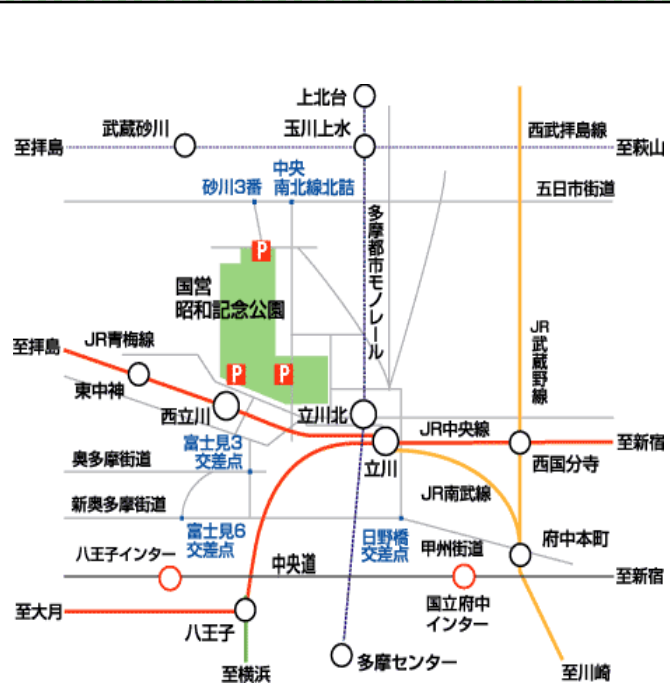 上北台
武蔵砂川
玉川上水
西武拝島線
至拝島
至萩山
中央
南北線北詰
砂川3番
五日市街道
多摩都市モノレール
P
国営
昭和記念公園
JR武蔵野線
至拝島
JR青梅線
東中神
P
P
西立川
立川北
JR中央線
至新宿
富士見3
交差点
立川
西国分寺
奥多摩街道
JR南武線
新奥多摩街道
富士見6
交差点
日野橋
交差点
甲州街道
府中本町
八王子インター
中央道
至新宿
国立府中
インター
至大月
八王子
多摩センター
至横浜
至川崎